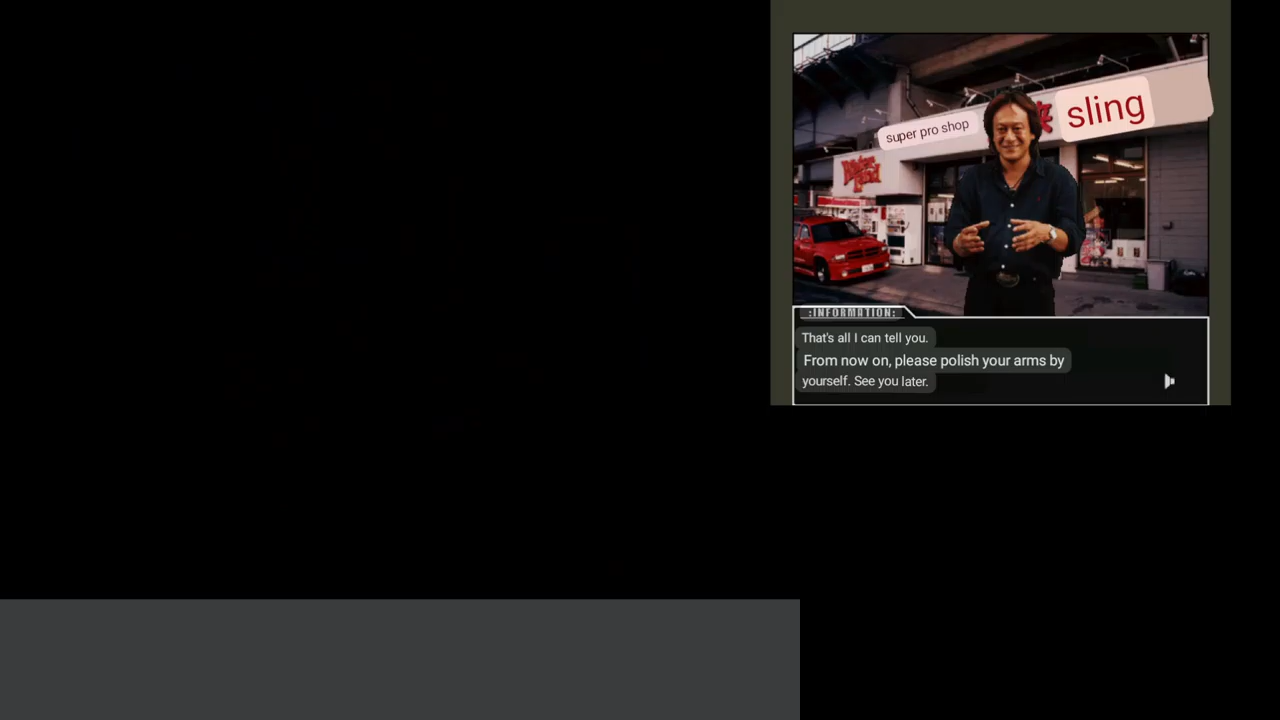 super pro shop
sling
:INFORMATION:
That's all I can tell you.
From now on, please polish your arms by
yourself. See you later.